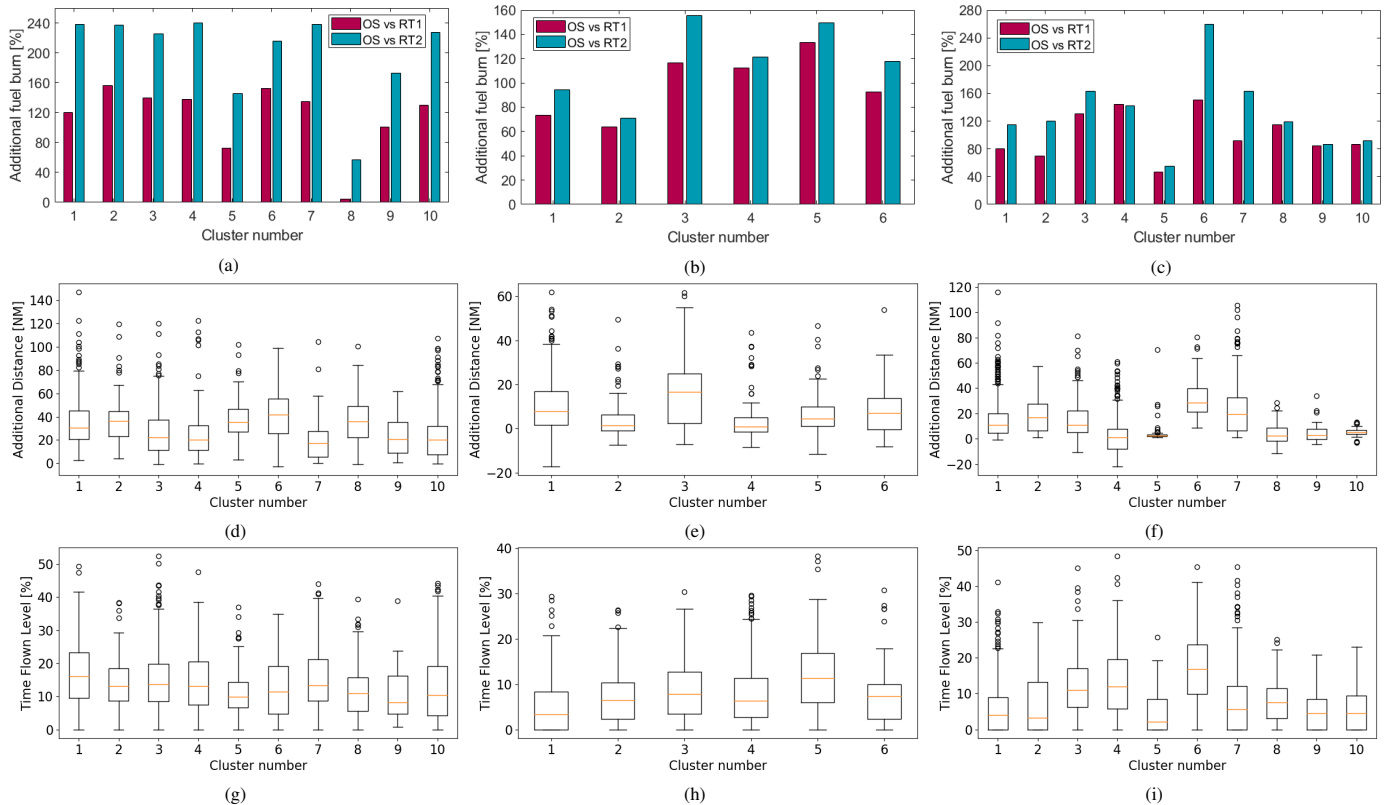 Additional fuel burn [%]
240
200
160
120
80
40
0
OS vs RT1
OS vs RT2
1 2 3 4 5 6 7 8 9 10
Cluster number
(a)
Additional fuel burn [%]
160
140
120
100
80
60
40
20
0
OS vs RT1
OS vs RT2
1 2 3 4 5 6
Cluster number
(b)
Additional fuel burn [%]
280
240
200
160
120
80
40
0
OS vs RT1
OS vs RT2
1 2 3 4 5 6 7 8 9 10
Cluster number
(c)
Additional Distance [NM]
140
120
100
80
60
40
20
0
1 2 3 4 5 6 7 8 9 10
Cluster number
(d)
Additional Distance [NM]
60
40
20
0
−20
1 2 3 4 5 6
Cluster number
(e)
Additional Distance [NM]
120
100
80
60
40
20
0
−20
1 2 3 4 5 6 7 8 9 10
Cluster number
(f)
Time Flown Level [%]
50
40
30
20
10
0
1 2 3 4 5 6 7 8 9 10
Cluster number
(g)
Time Flown Level [%]
40
30
20
10
0
1 2 3 4 5 6
Cluster number
(h)
Time Flown Level [%]
50
40
30
20
10
0
1 2 3 4 5 6 7 8 9 10
Cluster number
(i)